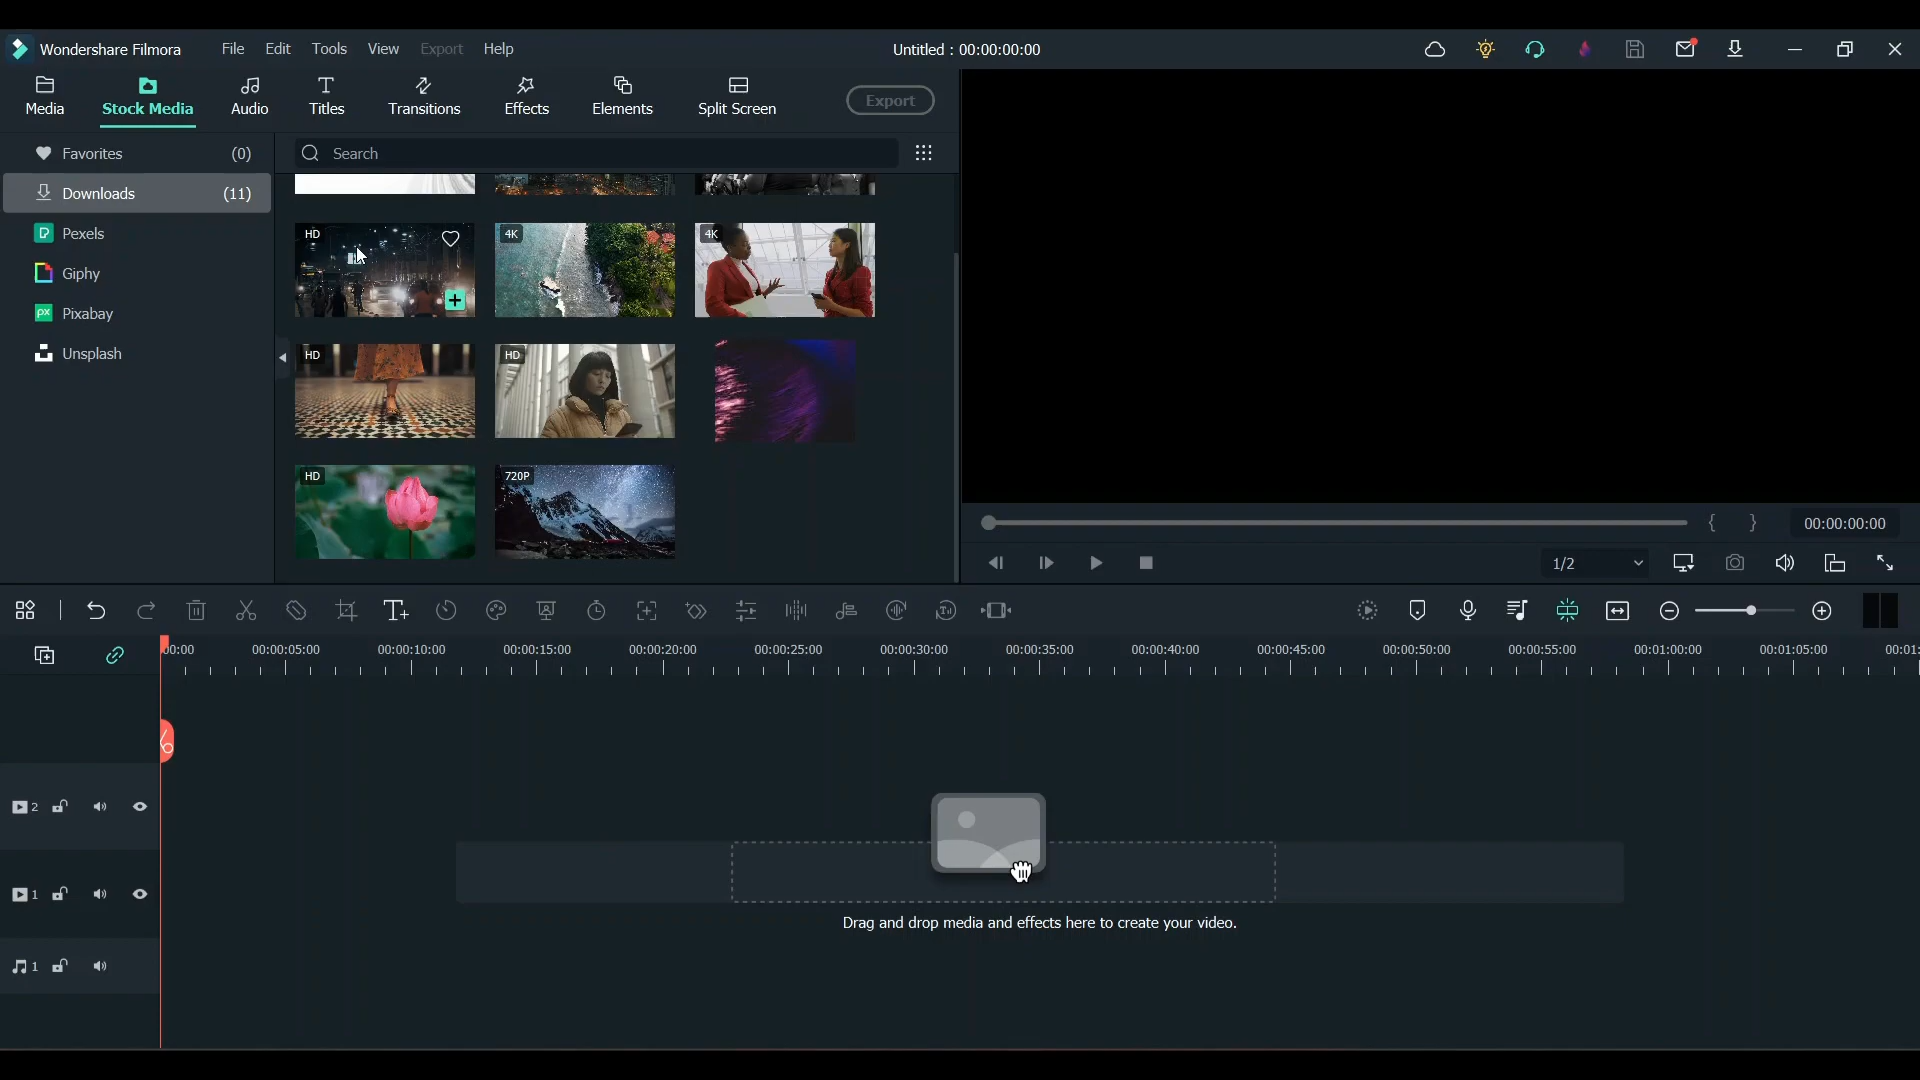 Wondershare Filmora File Edit Tools View Export Help Untitled : 00:00:00:00
Media Stock Media Audio Titles Transitions Effects Elements Split Screen Export
Favorites (0)
Search
Downloads (11)
Pexels
Giphy
Pixabay
Unsplash
HD
4K
4K
HD
HD
HD
720P
00:00:00:00
1/2
00:00 00:00:05:00 00:00:10:00 00:00:15:00 00:00:20:00 00:00:25:00 00:00:30:00 00:00:35:00 00:00:40:00 00:00:45:00 00:00:50:00 00:00:55:00 00:01:00:00 00:01:05:00 00:01:
2
1
Drag and drop media and effects here to create your video.
1